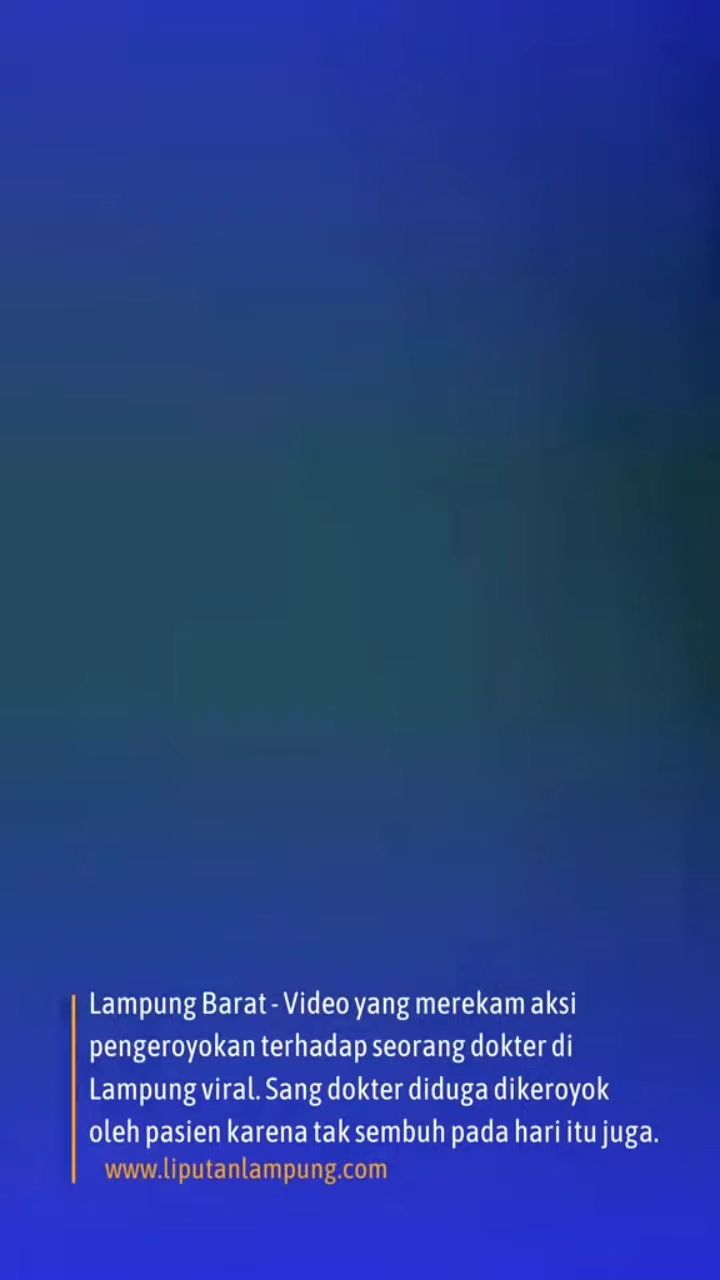 Lampung Barat - Video yang merekam aksi
pengeroyokan terhadap seorang dokter di
Lampung viral. Sang dokter diduga dikeroyok
oleh pasien karena tak sembuh pada hari itu juga.
www.liputanlampung.com